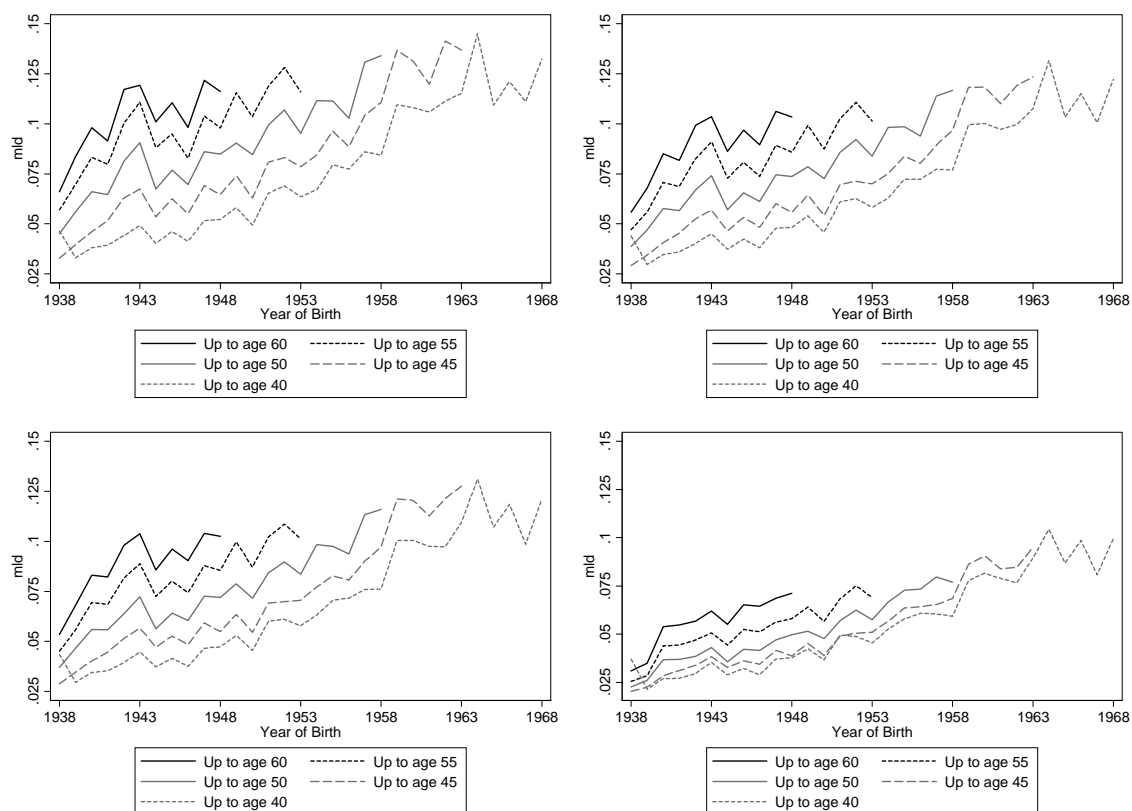 .15
.125
.1
.075
.05
.025
mld
1938 1943 1948 1953 1958 1963 1968
Year of Birth
Up to age 60 Up to age 55
Up to age 50 Up to age 45
Up to age 40
.15
.125
.1
.075
.05
.025
mld
1938 1943 1948 1953 1958 1963 1968
Year of Birth
Up to age 60 Up to age 55
Up to age 50 Up to age 45
Up to age 40
.15
.125
.1
.075
.05
.025
mld
1938 1943 1948 1953 1958 1963 1968
Year of Birth
Up to age 60 Up to age 55
Up to age 50 Up to age 45
Up to age 40
.15
.125
.1
.075
.05
.025
mld
1938 1943 1948 1953 1958 1963 1968
Year of Birth
Up to age 60 Up to age 55
Up to age 50 Up to age 45
Up to age 40